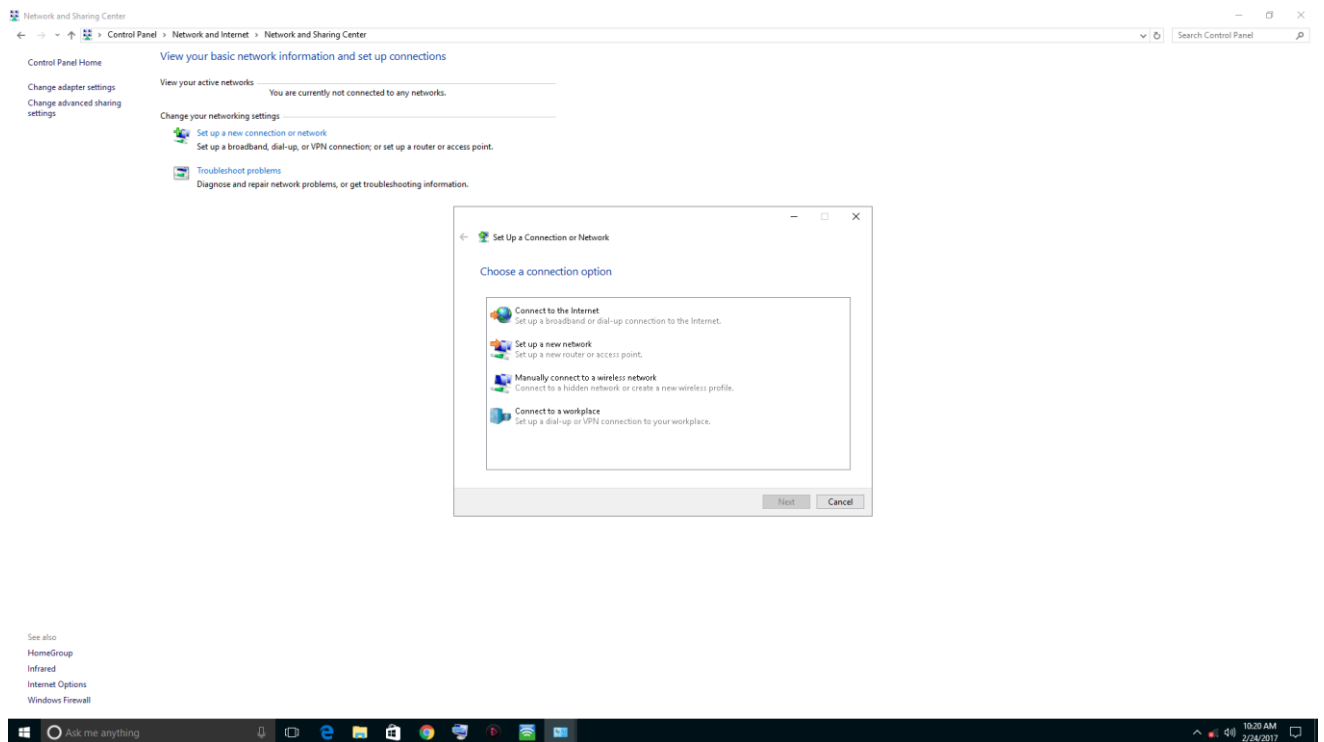 Network and Sharing Center
Control Panel > Network and Internet > Network and Sharing Center
Search Control Panel
Control Panel Home
Change adapter settings
Change advanced sharing
settings
View your basic network information and set up connections
View your active networks
You are currently not connected to any networks.
Change your networking settings
Set up a new connection or network
Set up a broadband, dial-up, or VPN connection; or set up a router or access point.
Troubleshoot problems
Diagnose and repair network problems, or get troubleshooting information.
Set Up a Connection or Network
Choose a connection option
Connect to the Internet
Set up a broadband or dial-up connection to the Internet.
Set up a new network
Set up a new router or access point.
Manually connect to a wireless network
Connect to a hidden network or create a new wireless profile.
Connect to a workplace
Set up a dial-up or VPN connection to your workplace.
Next
Cancel
See also
HomeGroup
Infrared
Internet Options
Windows Firewall
Ask me anything
10:20 AM
2/24/2017